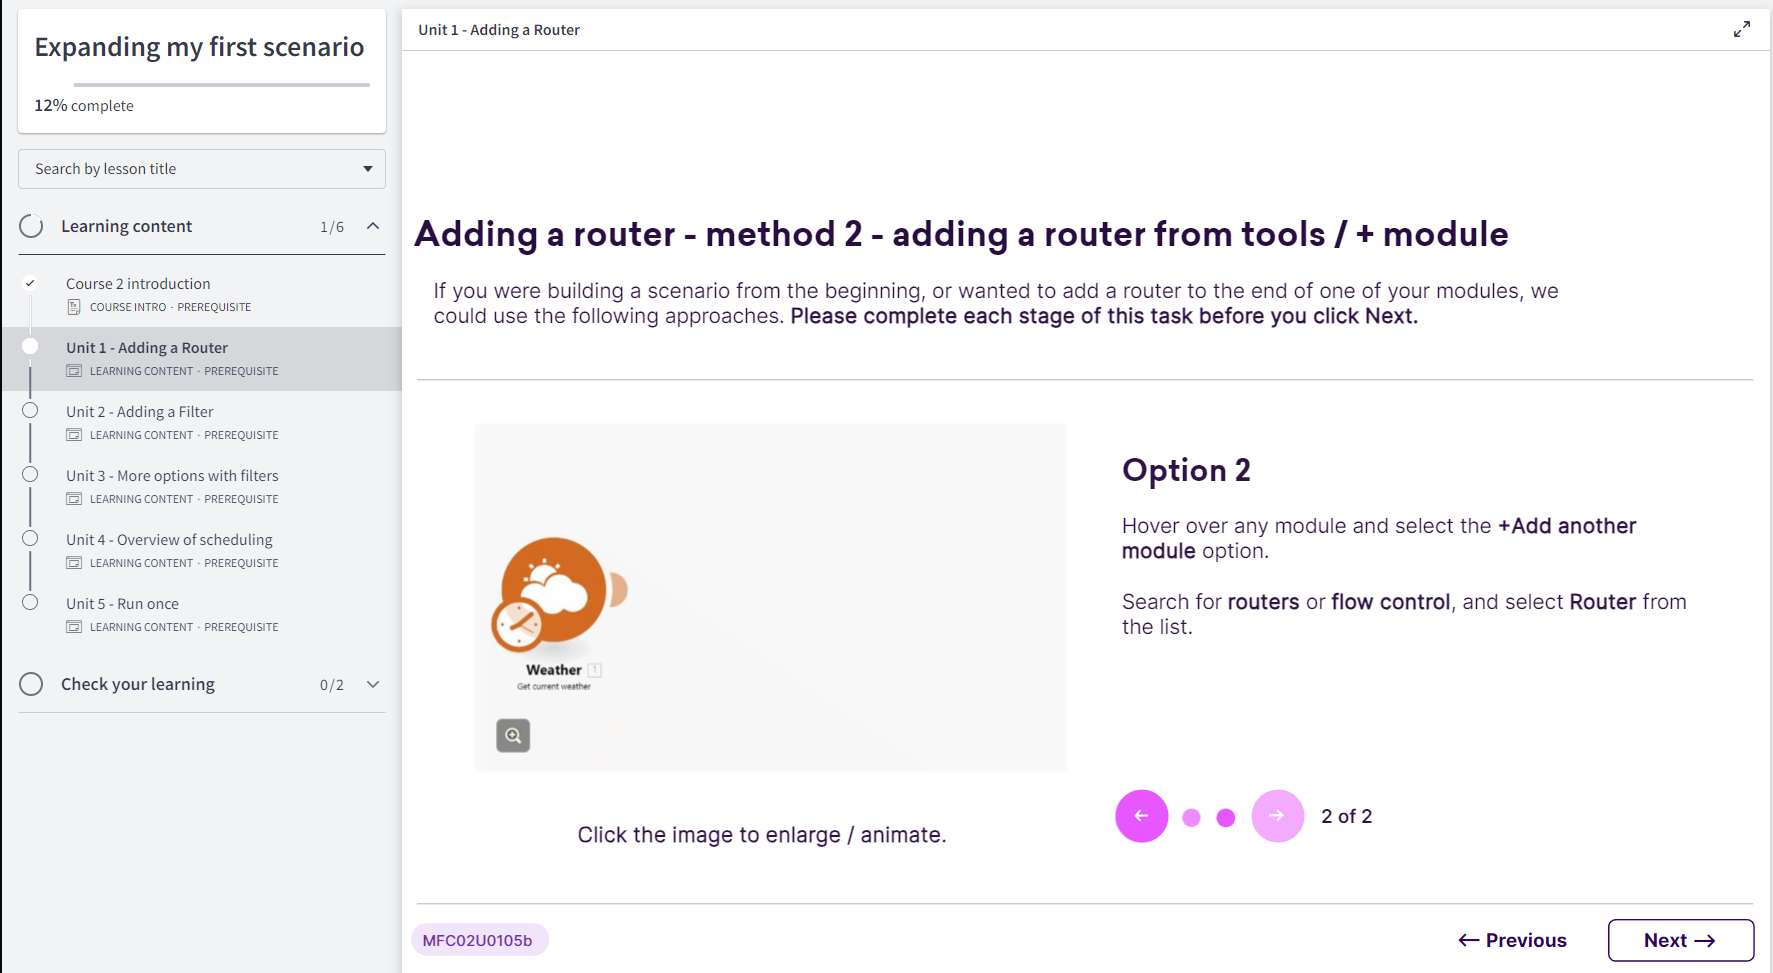 Expanding my first scenario
12% complete
Search by lesson title
Learning content 1/6
Course 2 introduction
COURSE INTRO · PREREQUISITE
Unit 1 - Adding a Router
LEARNING CONTENT · PREREQUISITE
Unit 2 - Adding a Filter
LEARNING CONTENT · PREREQUISITE
Unit 3 - More options with filters
LEARNING CONTENT · PREREQUISITE
Unit 4 - Overview of scheduling
LEARNING CONTENT · PREREQUISITE
Unit 5 - Run once
LEARNING CONTENT · PREREQUISITE
Check your learning 0/2
Unit 1 - Adding a Router
Adding a router - method 2 - adding a router from tools / + module
If you were building a scenario from the beginning, or wanted to add a router to the end of one of your modules, we
could use the following approaches. Please complete each stage of this task before you click Next.
Weather 1
Get current weather
Click the image to enlarge / animate.
Option 2
Hover over any module and select the +Add another
module option.
Search for routers or flow control, and select Router from
the list.
← → 2 of 2
MFC02U0105b
← Previous
Next →